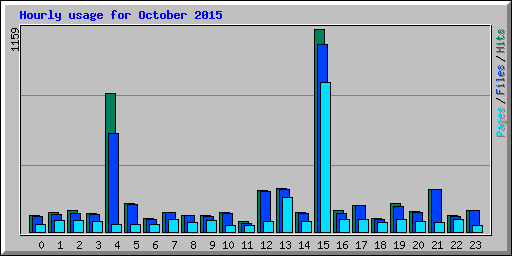 Hourly usage for October 2015
1159
Pages / Files / Hits
0 1 2 3 4 5 6 7 8 9 10 11 12 13 14 15 16 17 18 19 20 21 22 23